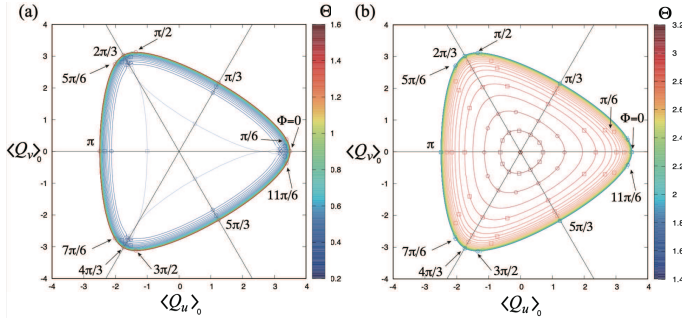 (a)
Θ
4
3
2
1
0
-1
-2
-3
-4
-4
-3
-2
-1
0
1
2
3
4
⟨Q_v⟩₀
⟨Q_u⟩₀
π/2
2π/3
5π/6
π
7π/6
4π/3
3π/2
5π/3
11π/6
Φ=0
π/6
π/3
1.6
1.4
1.2
1
0.8
0.6
0.4
0.2
(b)
Θ
4
3
2
1
0
-1
-2
-3
-4
-4
-3
-2
-1
0
1
2
3
4
⟨Q_v⟩₀
⟨Q_u⟩₀
π/2
2π/3
5π/6
π
7π/6
4π/3
3π/2
5π/3
11π/6
Φ=0
π/6
π/3
3.2
3
2.8
2.6
2.4
2.2
2
1.8
1.6
1.4